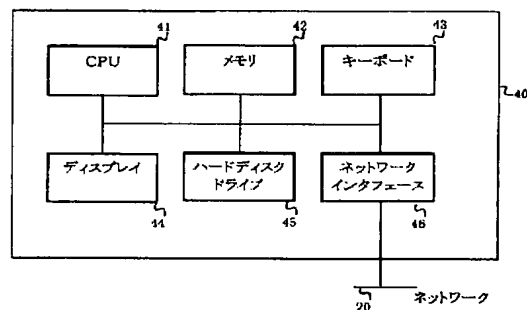 41
42
43
CPU
メモリ
キーボード
40
ディスプレイ
ハードディスク
ドライブ
ネットワーク
インタフェース
44
45
46
20
ネットワーク